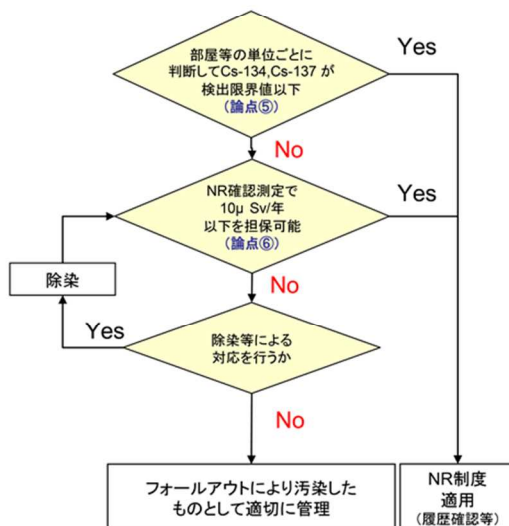 部屋等の単位ごとに
判断してCs-134,Cs-137 が
検出限界値以下
(論点⑤)
Yes
No
NR確認測定で
10μ Sv/年
以下を担保可能
(論点⑥)
Yes
No
除染
Yes
除染等による
対応を行うか
No
フォールアウトにより汚染した
ものとして適切に管理
NR制度
適用
(履歴確認等)